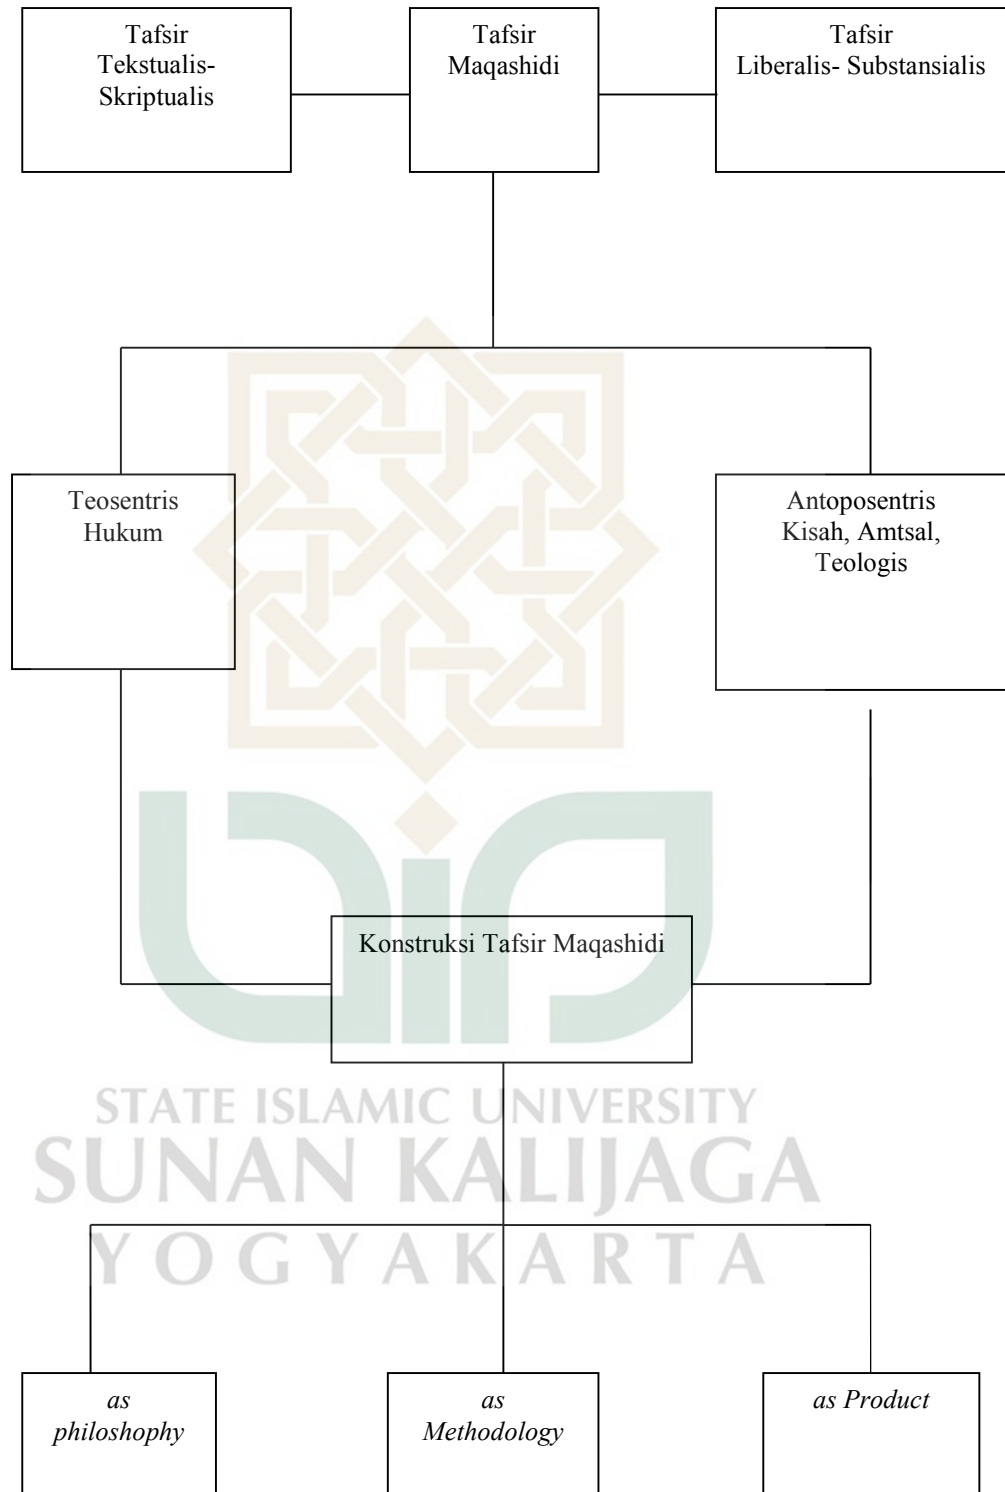 Tafsir
Tekstualis-
Skriptualis
Tafsir
Maqashidi
Tafsir
Liberalis- Substansialis
Teosentris
Hukum
Antoposentris
Kisah, Amtsal,
Teologis
Konstruksi Tafsir Maqashidi
STATE ISLAMIC UNIVERSITY
SUNAN KALIJAGA
YOGYAKARTA
as
philoshophy
as
Methodology
as Product